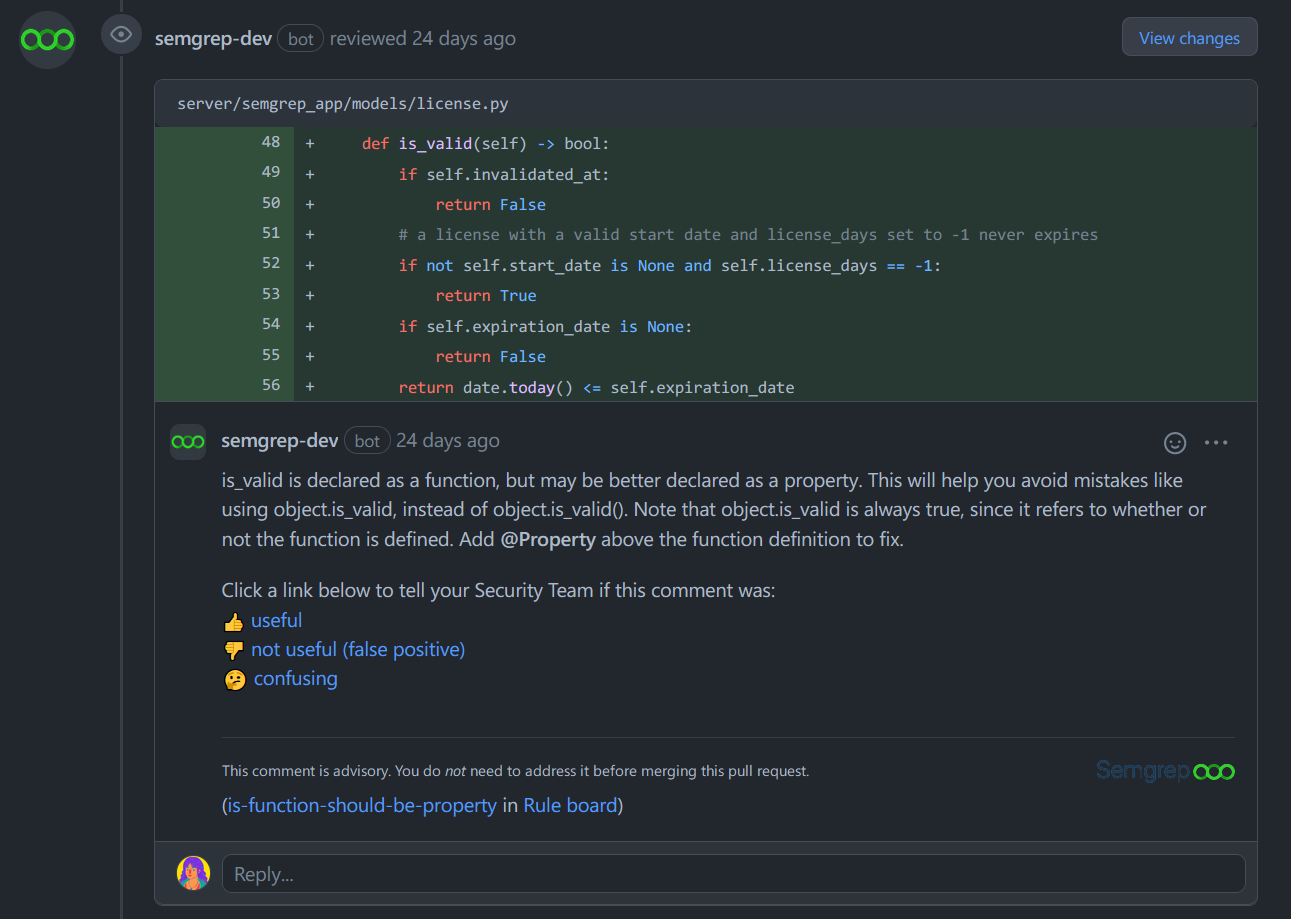 semgrep-dev bot reviewed 24 days ago
View changes
server/semgrep_app/models/license.py
48 + def is_valid(self) -> bool:
49 + if self.invalidated_at:
50 + return False
51 + # a license with a valid start date and license_days set to -1 never expires
52 + if not self.start_date is None and self.license_days == -1:
53 + return True
54 + if self.expiration_date is None:
55 + return False
56 + return date.today() <= self.expiration_date
semgrep-dev bot 24 days ago
is_valid is declared as a function, but may be better declared as a property. This will help you avoid mistakes like
using object.is_valid, instead of object.is_valid(). Note that object.is_valid is always true, since it refers to whether or
not the function is defined. Add @Property above the function definition to fix.
Click a link below to tell your Security Team if this comment was:
👍 useful
👎 not useful (false positive)
🤔 confusing
This comment is advisory. You do not need to address it before merging this pull request.
Semgrep
(is-function-should-be-property in Rule board)
Reply...